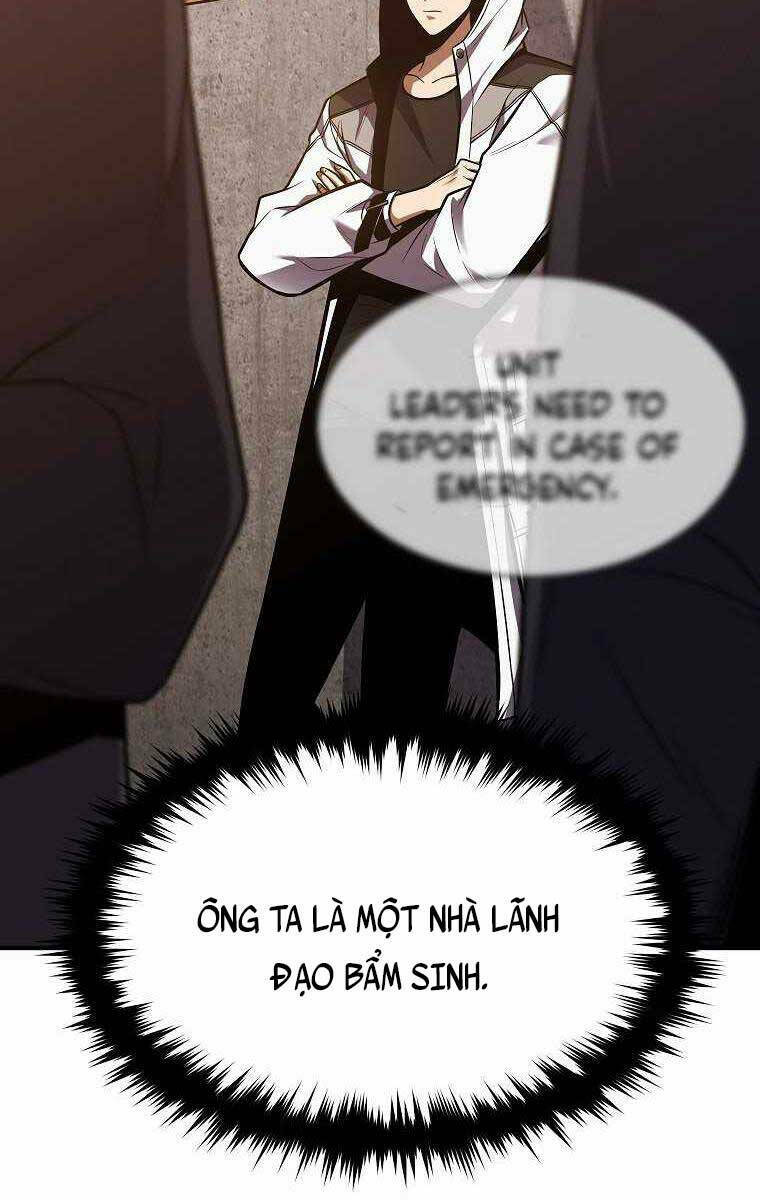 UNIT
LEADERS NEED TO
REPORT IN CASE OF
EMERGENCY.
ÔNG TA LÀ MỘT NHÀ LÃNH
ĐẠO BẨM SINH.